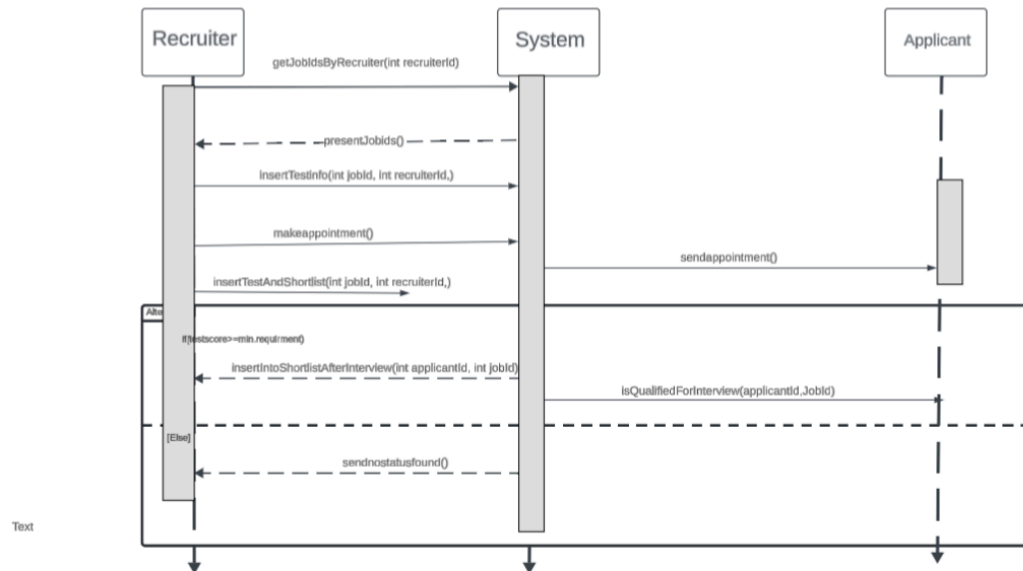 Recruiter
System
Applicant
getJobIdsByRecruiter(int recruiterId)
presentJobids()
insertTestInfo(int jobId, int recruiterId,)
makeappointment()
sendappointment()
insertTestAndShortlist(int jobId, int recruiterId,)
Alte
If(testscore>=min.requirment)
insertIntoShortlistAfterInterview(int applicantId, int jobId)
isQualifiedForInterview(applicantId,JobId)
[Else]
sendnostatusfound()
Text